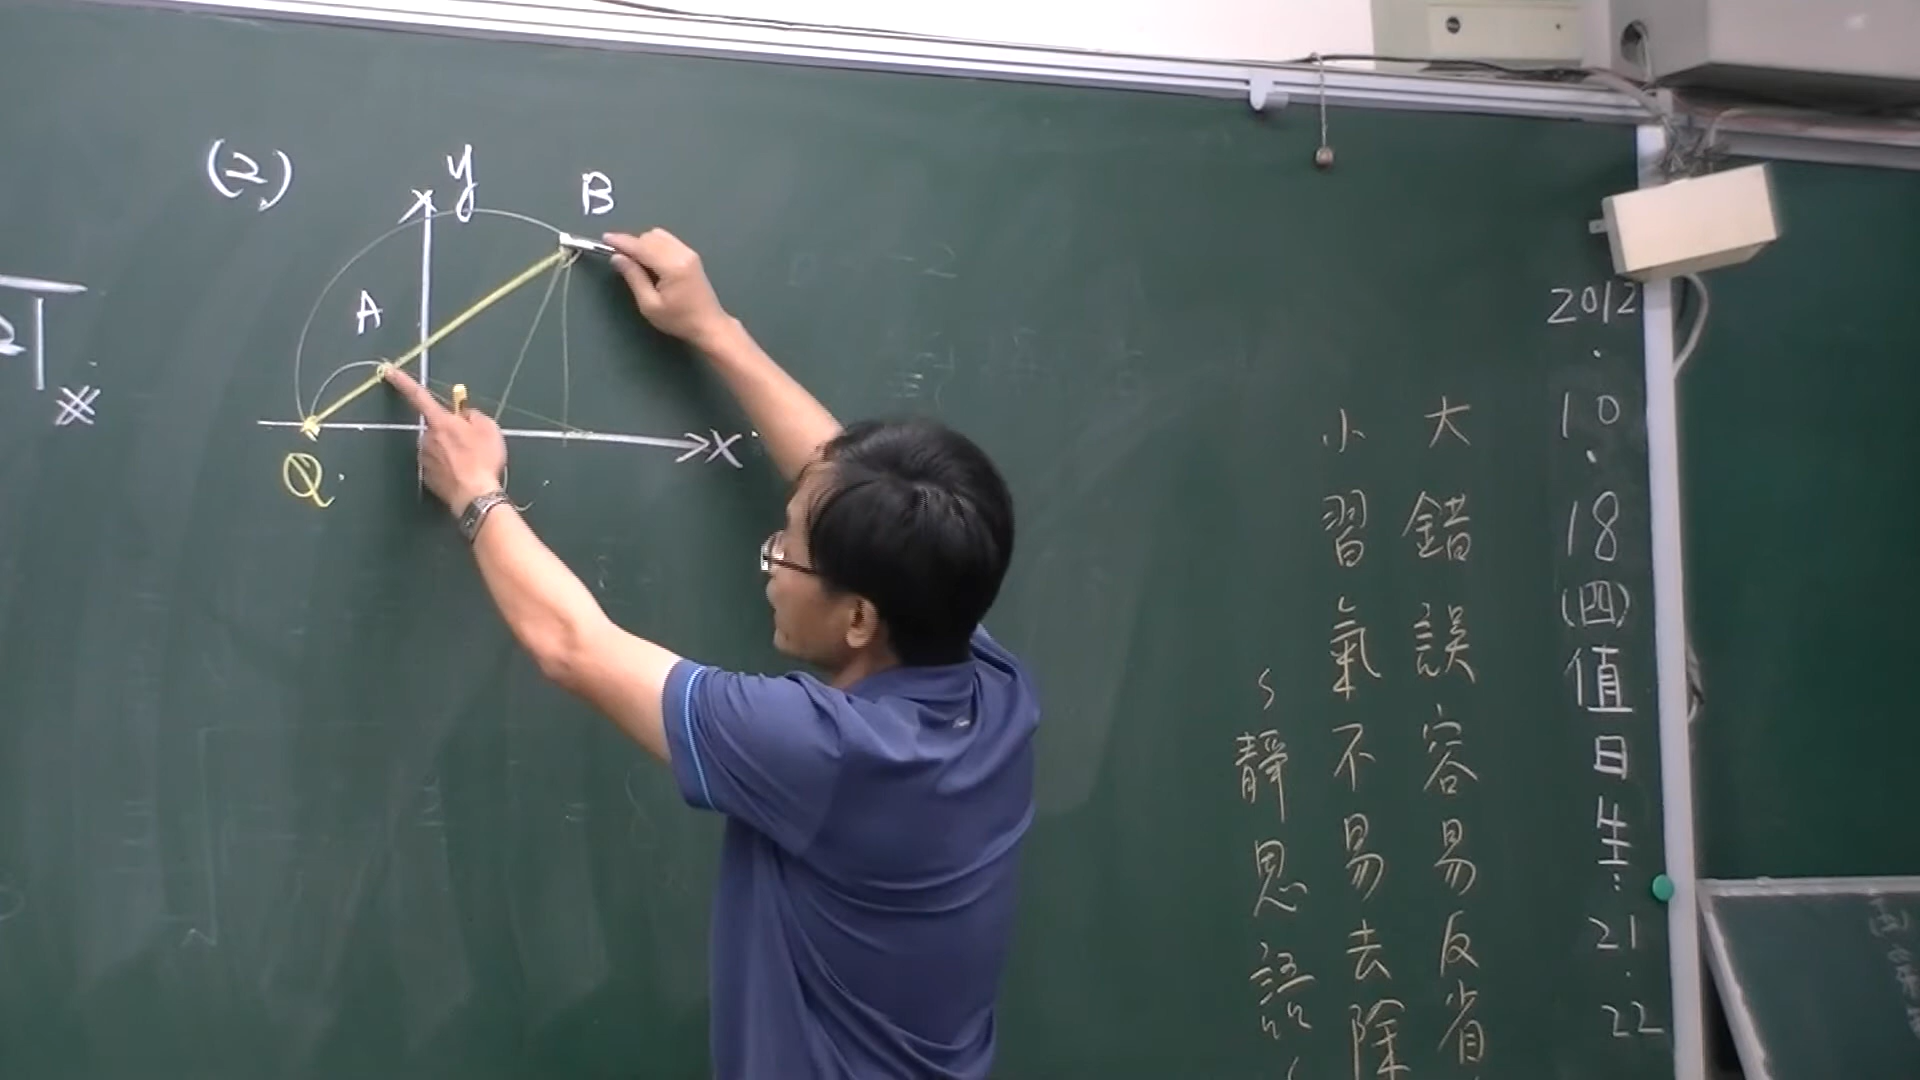 (2)
y
B
A
x
Q
2012
.
10
.
18
(四)
值
日
生
:
21
.
22
大
錯
誤
容
易
反
省
小
習
氣
不
易
去
除
靜
思
語